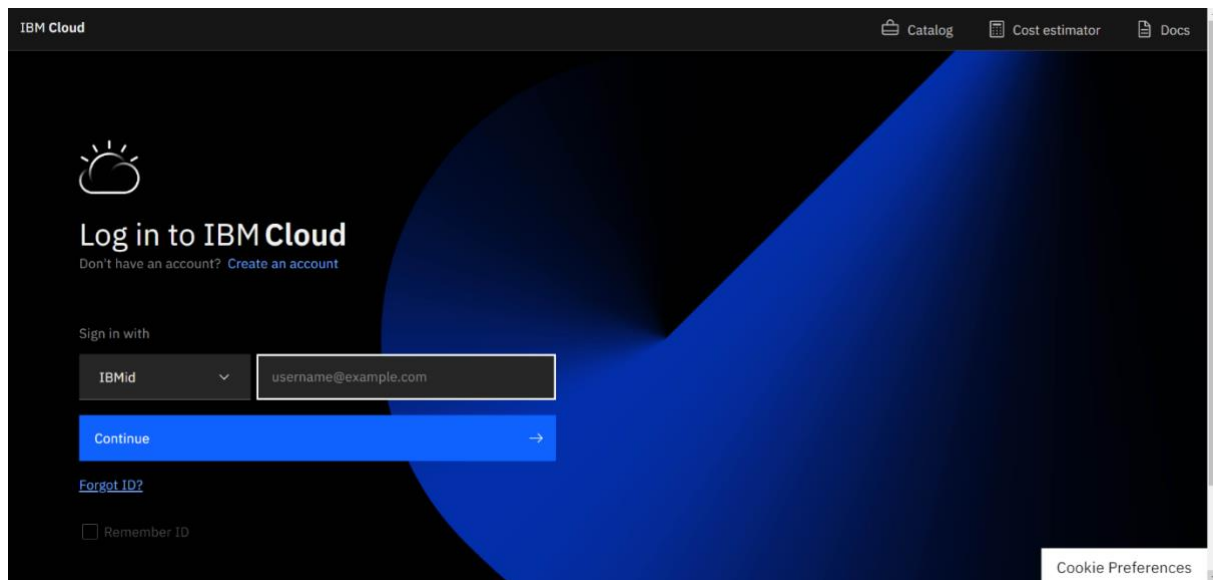 IBM Cloud
Catalog
Cost estimator
Docs
Log in to IBM Cloud
Don't have an account? Create an account
Sign in with
IBMid
username@example.com
Continue
Forgot ID?
Remember ID
Cookie Preferences